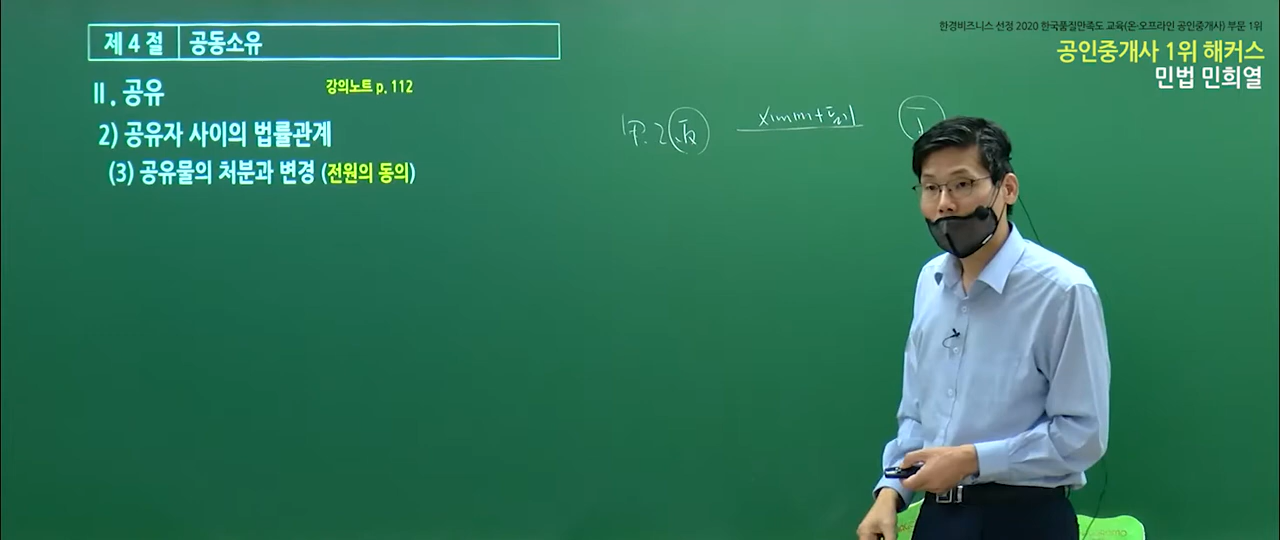 한경비즈니스 선정 2020 한국품질만족도 교육(온·오프라인 공인중개사) 부문 1위
공인중개사 1위 해커스
민법 민희열
제 4 절 공동소유
Ⅱ. 공유
강의노트 p. 112
2) 공유자 사이의 법률관계
(3) 공유물의 처분과 변경 (전원의 동의)